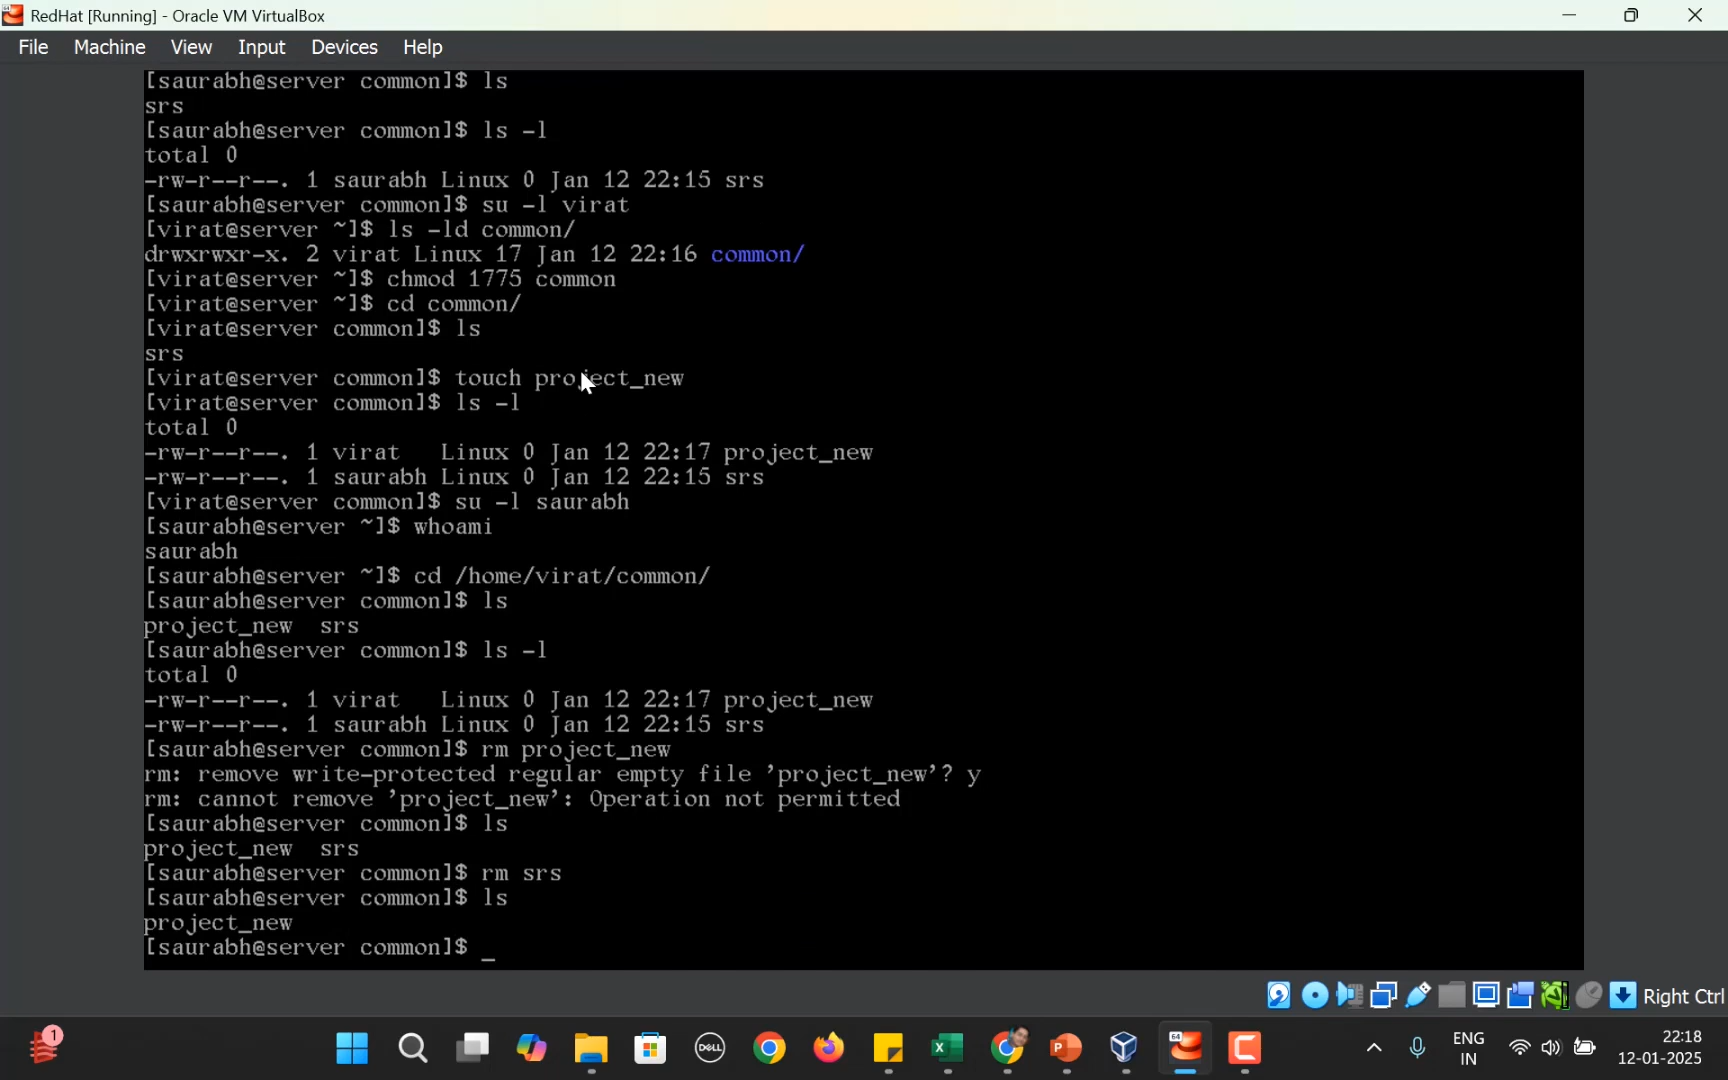 RedHat [Running] - Oracle VM VirtualBox
File Machine View Input Devices Help
[saurabh@server common]$ ls
srs
[saurabh@server common]$ ls -l
total 0
-rw-r--r--. 1 saurabh Linux 0 Jan 12 22:15 srs
[saurabh@server common]$ su -l virat
[virat@server ~]$ ls -ld common/
drwxrwxr-x. 2 virat Linux 17 Jan 12 22:16 common/
[virat@server ~]$ chmod 1775 common
[virat@server ~]$ cd common/
[virat@server common]$ ls
srs
[virat@server common]$ touch project_new
[virat@server common]$ ls -l
total 0
-rw-r--r--. 1 virat   Linux 0 Jan 12 22:17 project_new
-rw-r--r--. 1 saurabh Linux 0 Jan 12 22:15 srs
[virat@server common]$ su -l saurabh
[saurabh@server ~]$ whoami
saurabh
[saurabh@server ~]$ cd /home/virat/common/
[saurabh@server common]$ ls
project_new  srs
[saurabh@server common]$ ls -l
total 0
-rw-r--r--. 1 virat   Linux 0 Jan 12 22:17 project_new
-rw-r--r--. 1 saurabh Linux 0 Jan 12 22:15 srs
[saurabh@server common]$ rm project_new
rm: remove write-protected regular empty file 'project_new'? y
rm: cannot remove 'project_new': Operation not permitted
[saurabh@server common]$ ls
project_new  srs
[saurabh@server common]$ rm srs
[saurabh@server common]$ ls
project_new
[saurabh@server common]$ _
Right Ctrl
1
DELL
64
ENG
IN
22:18
12-01-2025